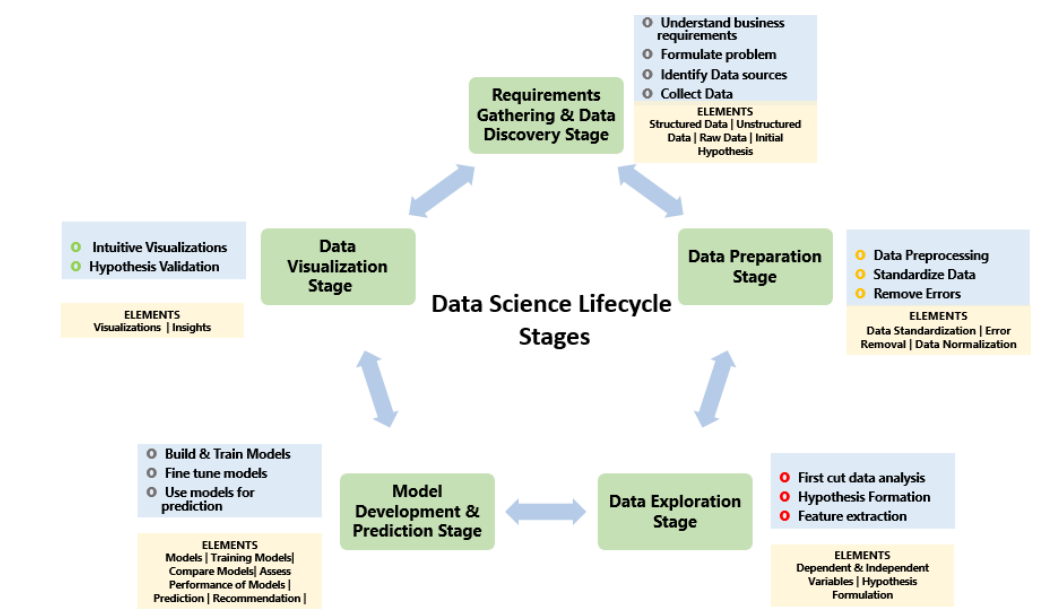 Requirements
Gathering & Data
Discovery Stage
Understand business
requirements
Formulate problem
Identify Data sources
Collect Data
ELEMENTS
Structured Data | Unstructured
Data | Raw Data | Initial
Hypothesis
Intuitive Visualizations
Hypothesis Validation
ELEMENTS
Visualizations | Insights
Data
Visualization
Stage
Data Science Lifecycle
Stages
Data Preparation
Stage
Data Preprocessing
Standardize Data
Remove Errors
ELEMENTS
Data Standardization | Error
Removal | Data Normalization
Build & Train Models
Fine tune models
Use models for
prediction
ELEMENTS
Models | Training Models|
Compare Models| Assess
Performance of Models |
Prediction | Recommendation |
Model
Development &
Prediction Stage
Data Exploration
Stage
First cut data analysis
Hypothesis Formation
Feature extraction
ELEMENTS
Dependent & Independent
Variables | Hypothesis
Formulation